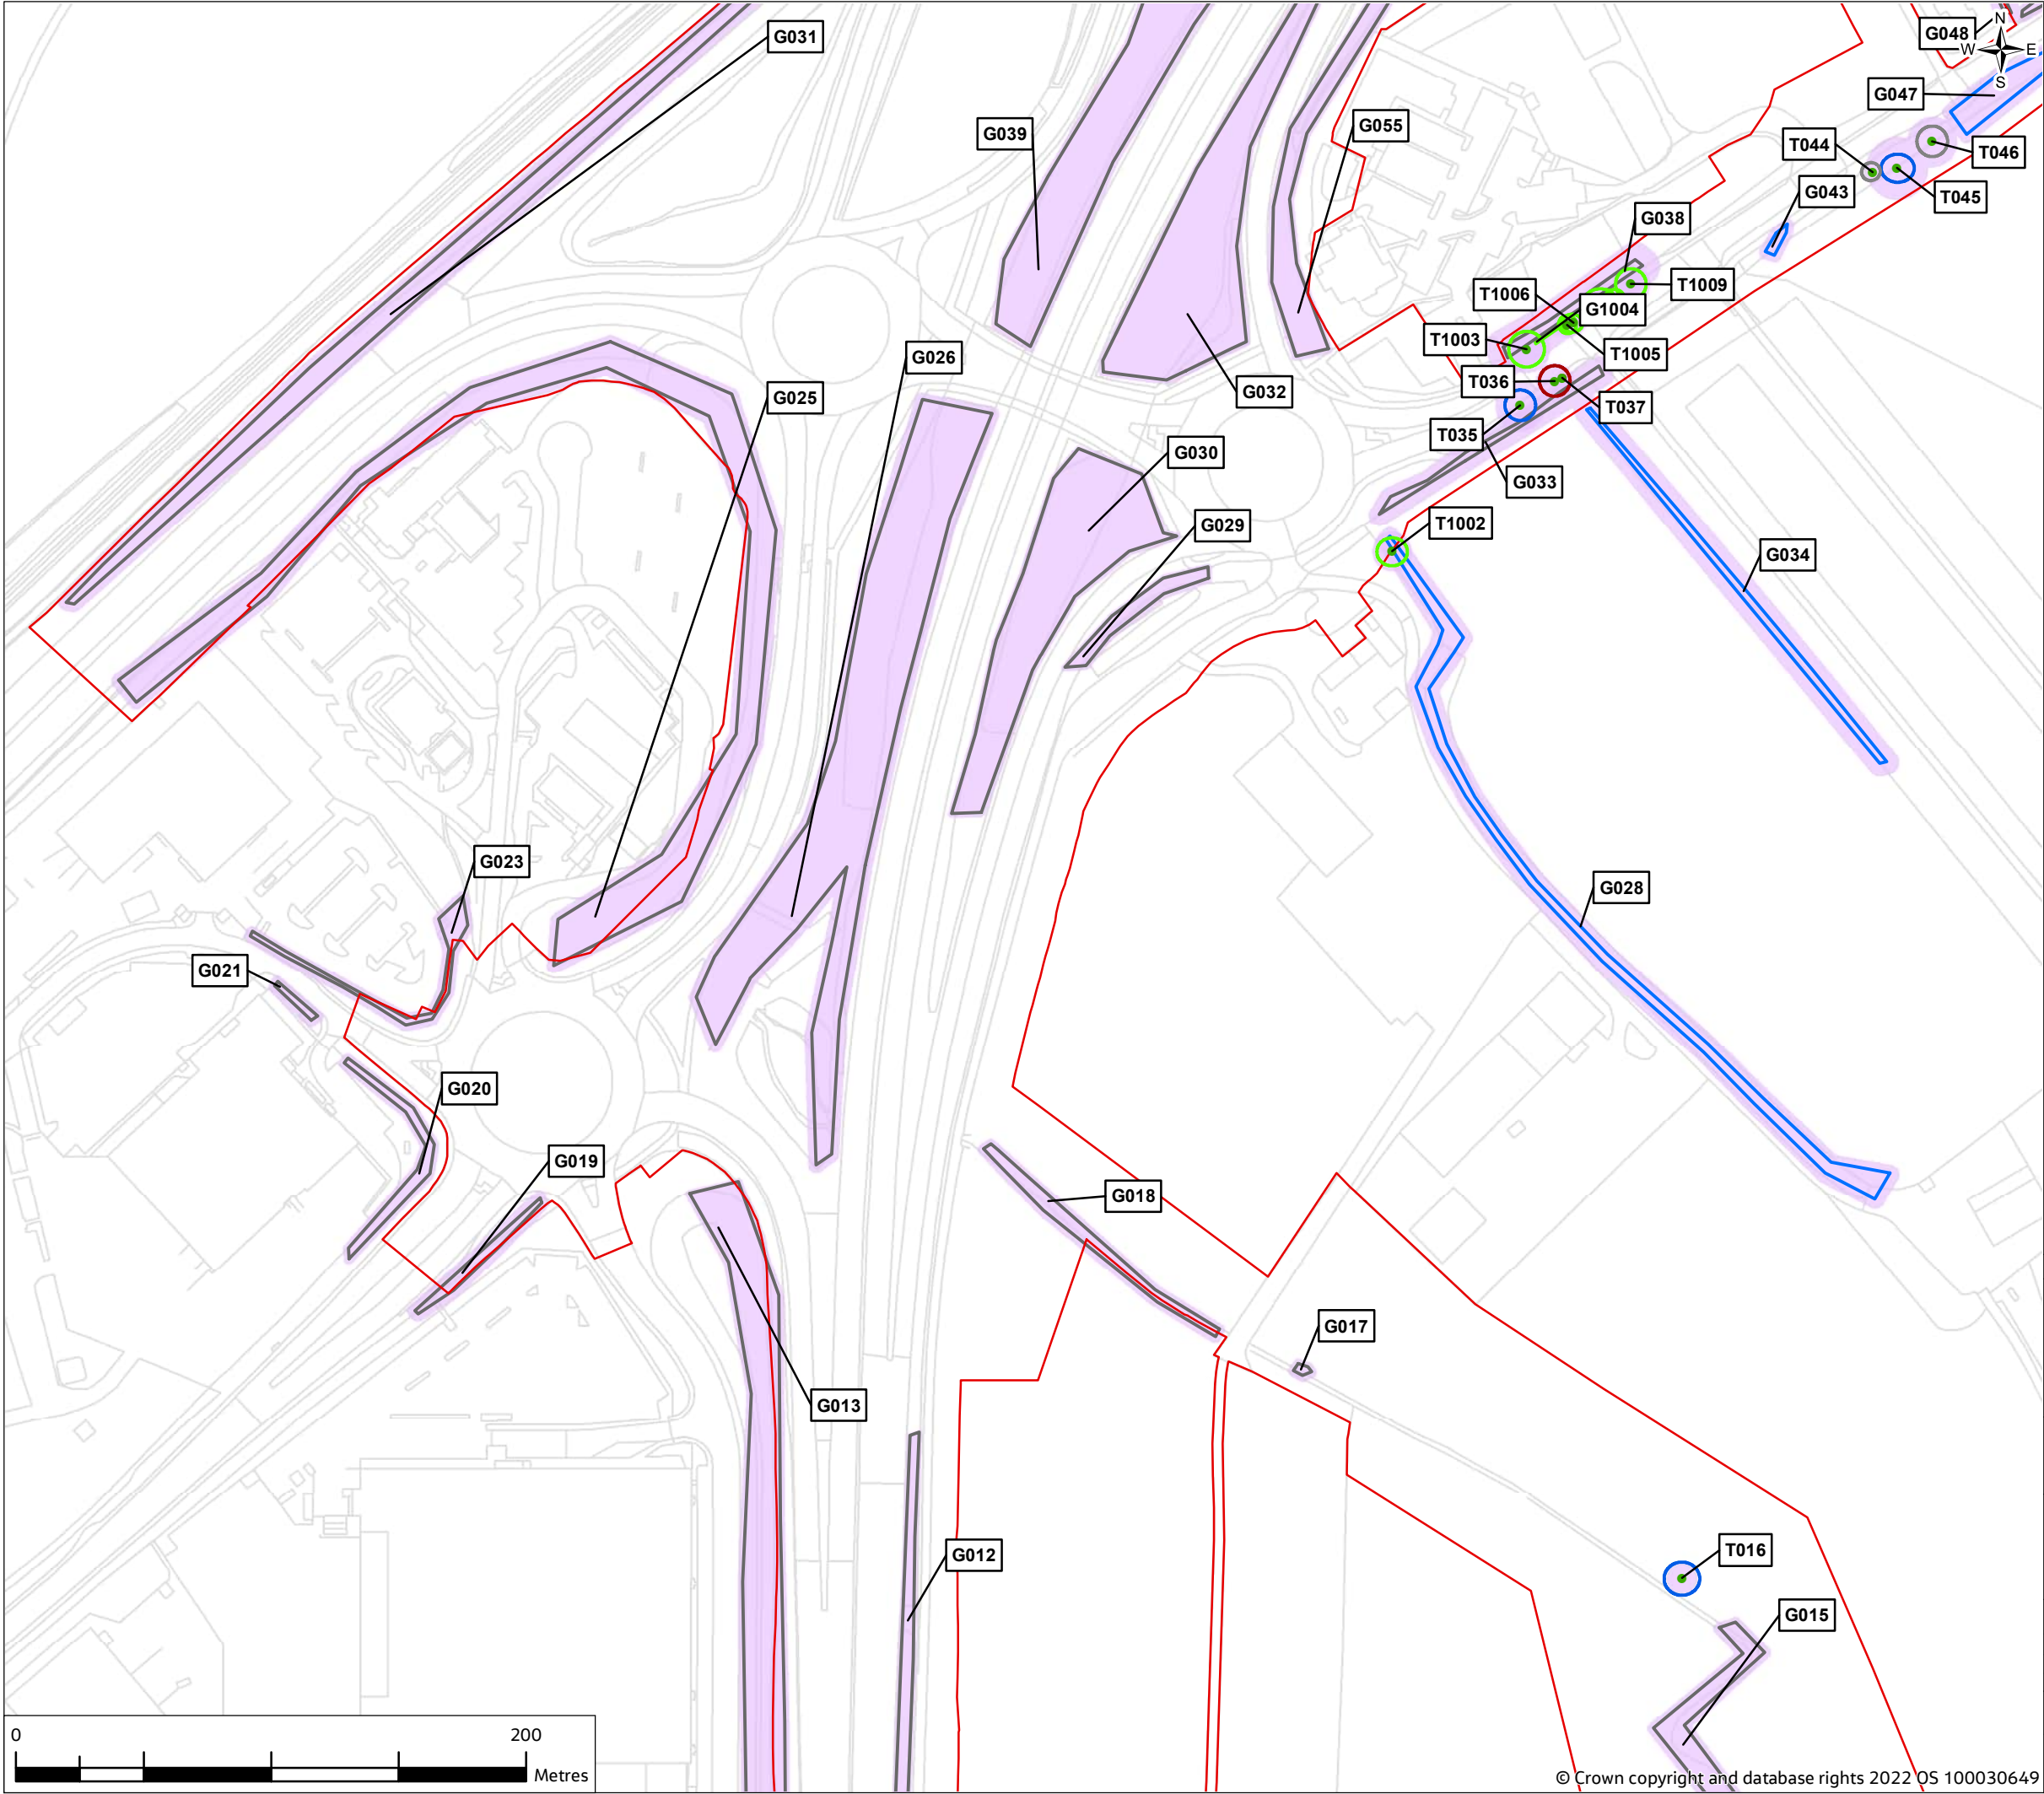 G031
G048
N
W
E
S
G047
G039
G055
T044
T046
G043
T045
G038
T1006
T1009
G1004
T1003
T1005
G026
T036
G025
G032
T037
T035
G030
G033
G029
T1002
G034
G023
G028
G021
G020
G019
G018
G017
G013
G012
T016
G015
0
200
Metres
© Crown copyright and database rights 2022 OS 100030649